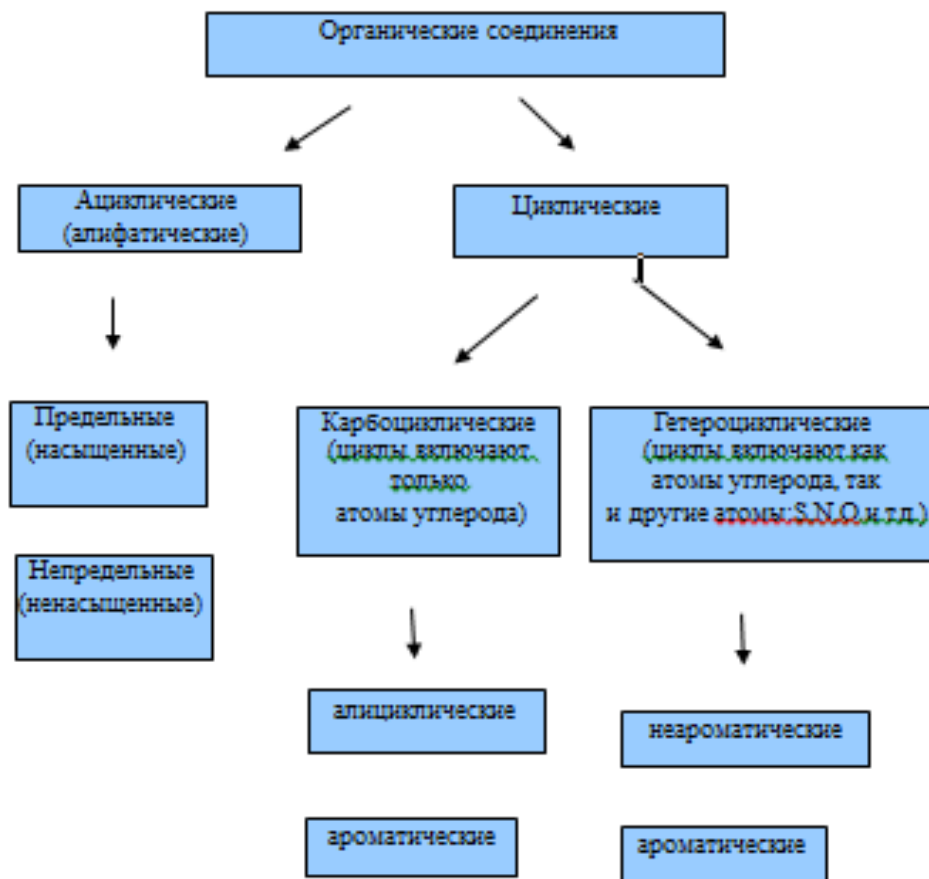 Органические соединения
Ациклические
(алифатические)
Циклические
Предельные
(насыщенные)
Карбоциклические
(циклы включают
только
атомы углерода)
Гетероциклические
(циклы включают как
атомы углерода, так
и другие атомы:S,N,O,и.т.д.)
Непредельные
(ненасыщенные)
алициклические
неароматические
ароматические
ароматические